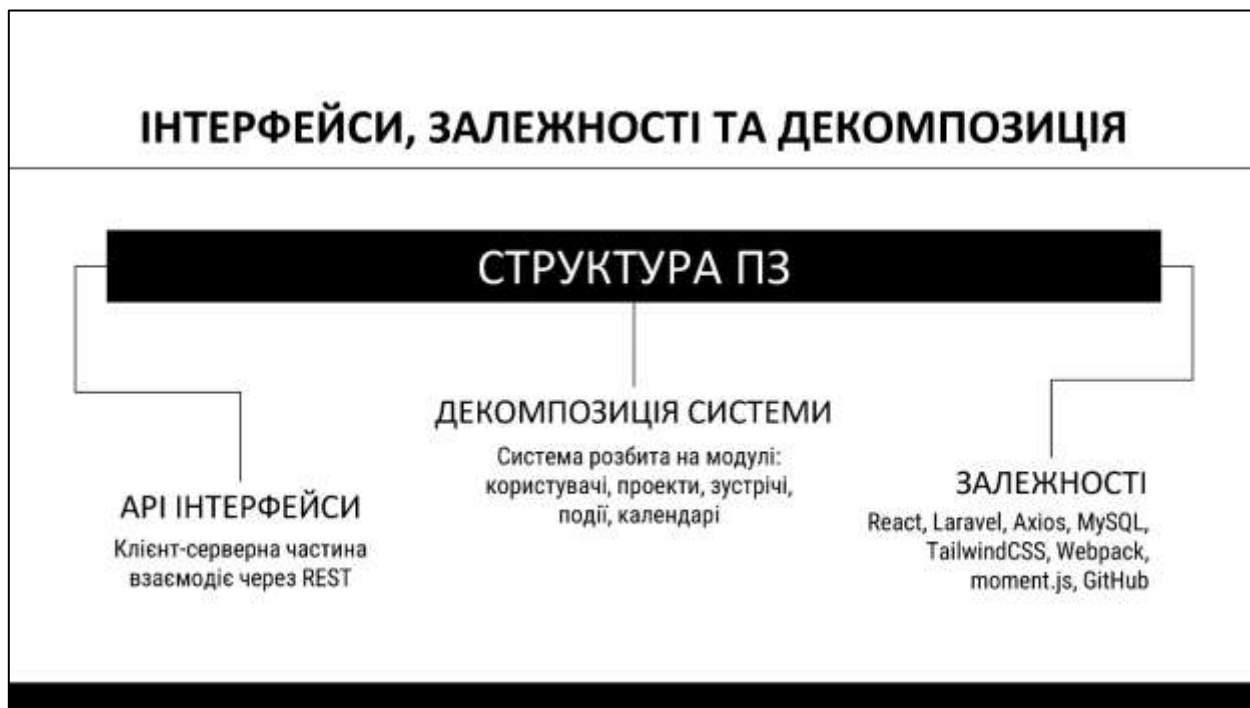 ІНТЕРФЕЙСИ, ЗАЛЕЖНОСТІ ТА ДЕКОМПОЗИЦІЯ
СТРУКТУРА ПЗ
АРІ ІНТЕРФЕЙСИ
Клієнт-серверна частина
взаємодіє через REST
ДЕКОМПОЗИЦІЯ СИСТЕМИ
Система розбита на модулі:
користувачі, проекти, зустрічі,
події, календарі
ЗАЛЕЖНОСТІ
React, Laravel, Axios, MySQL,
TailwindCSS, Webpack,
moment.js, GitHub